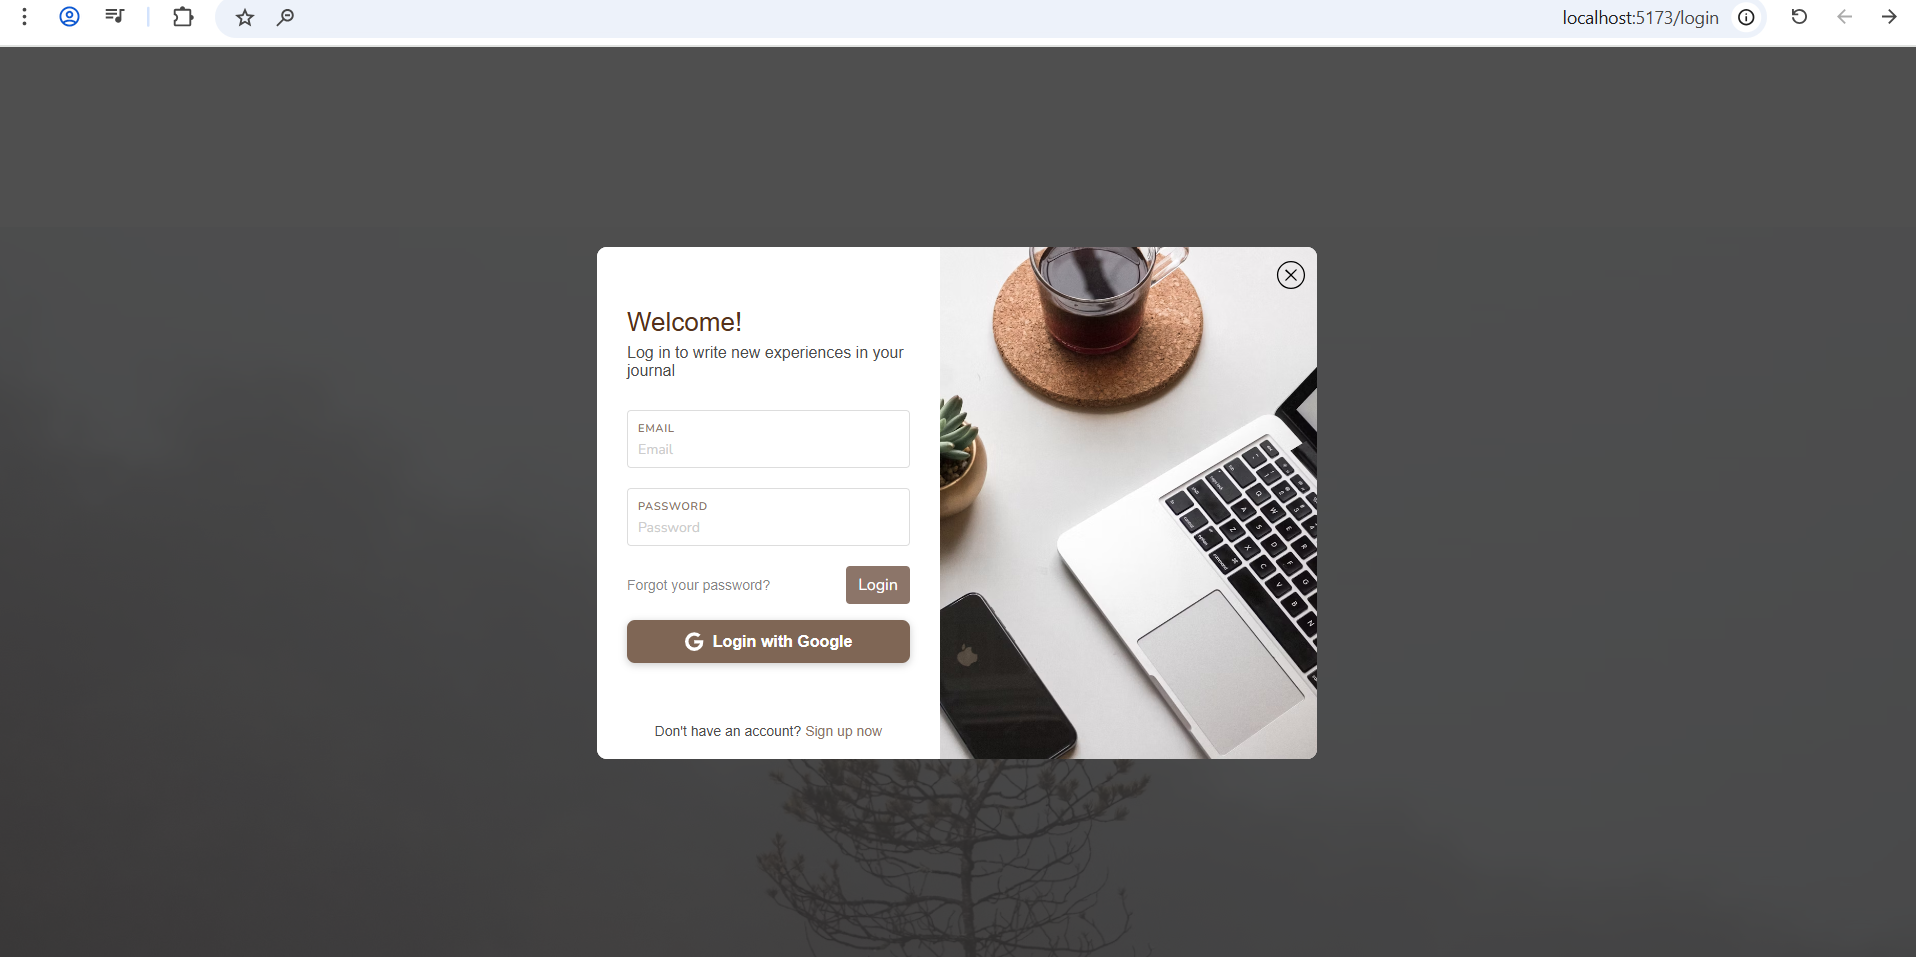 localhost:5173/login
Welcome!
Log in to write new experiences in your
journal
EMAIL
Email
PASSWORD
Password
Forgot your password?
Login
Login with Google
Don't have an account? Sign up now